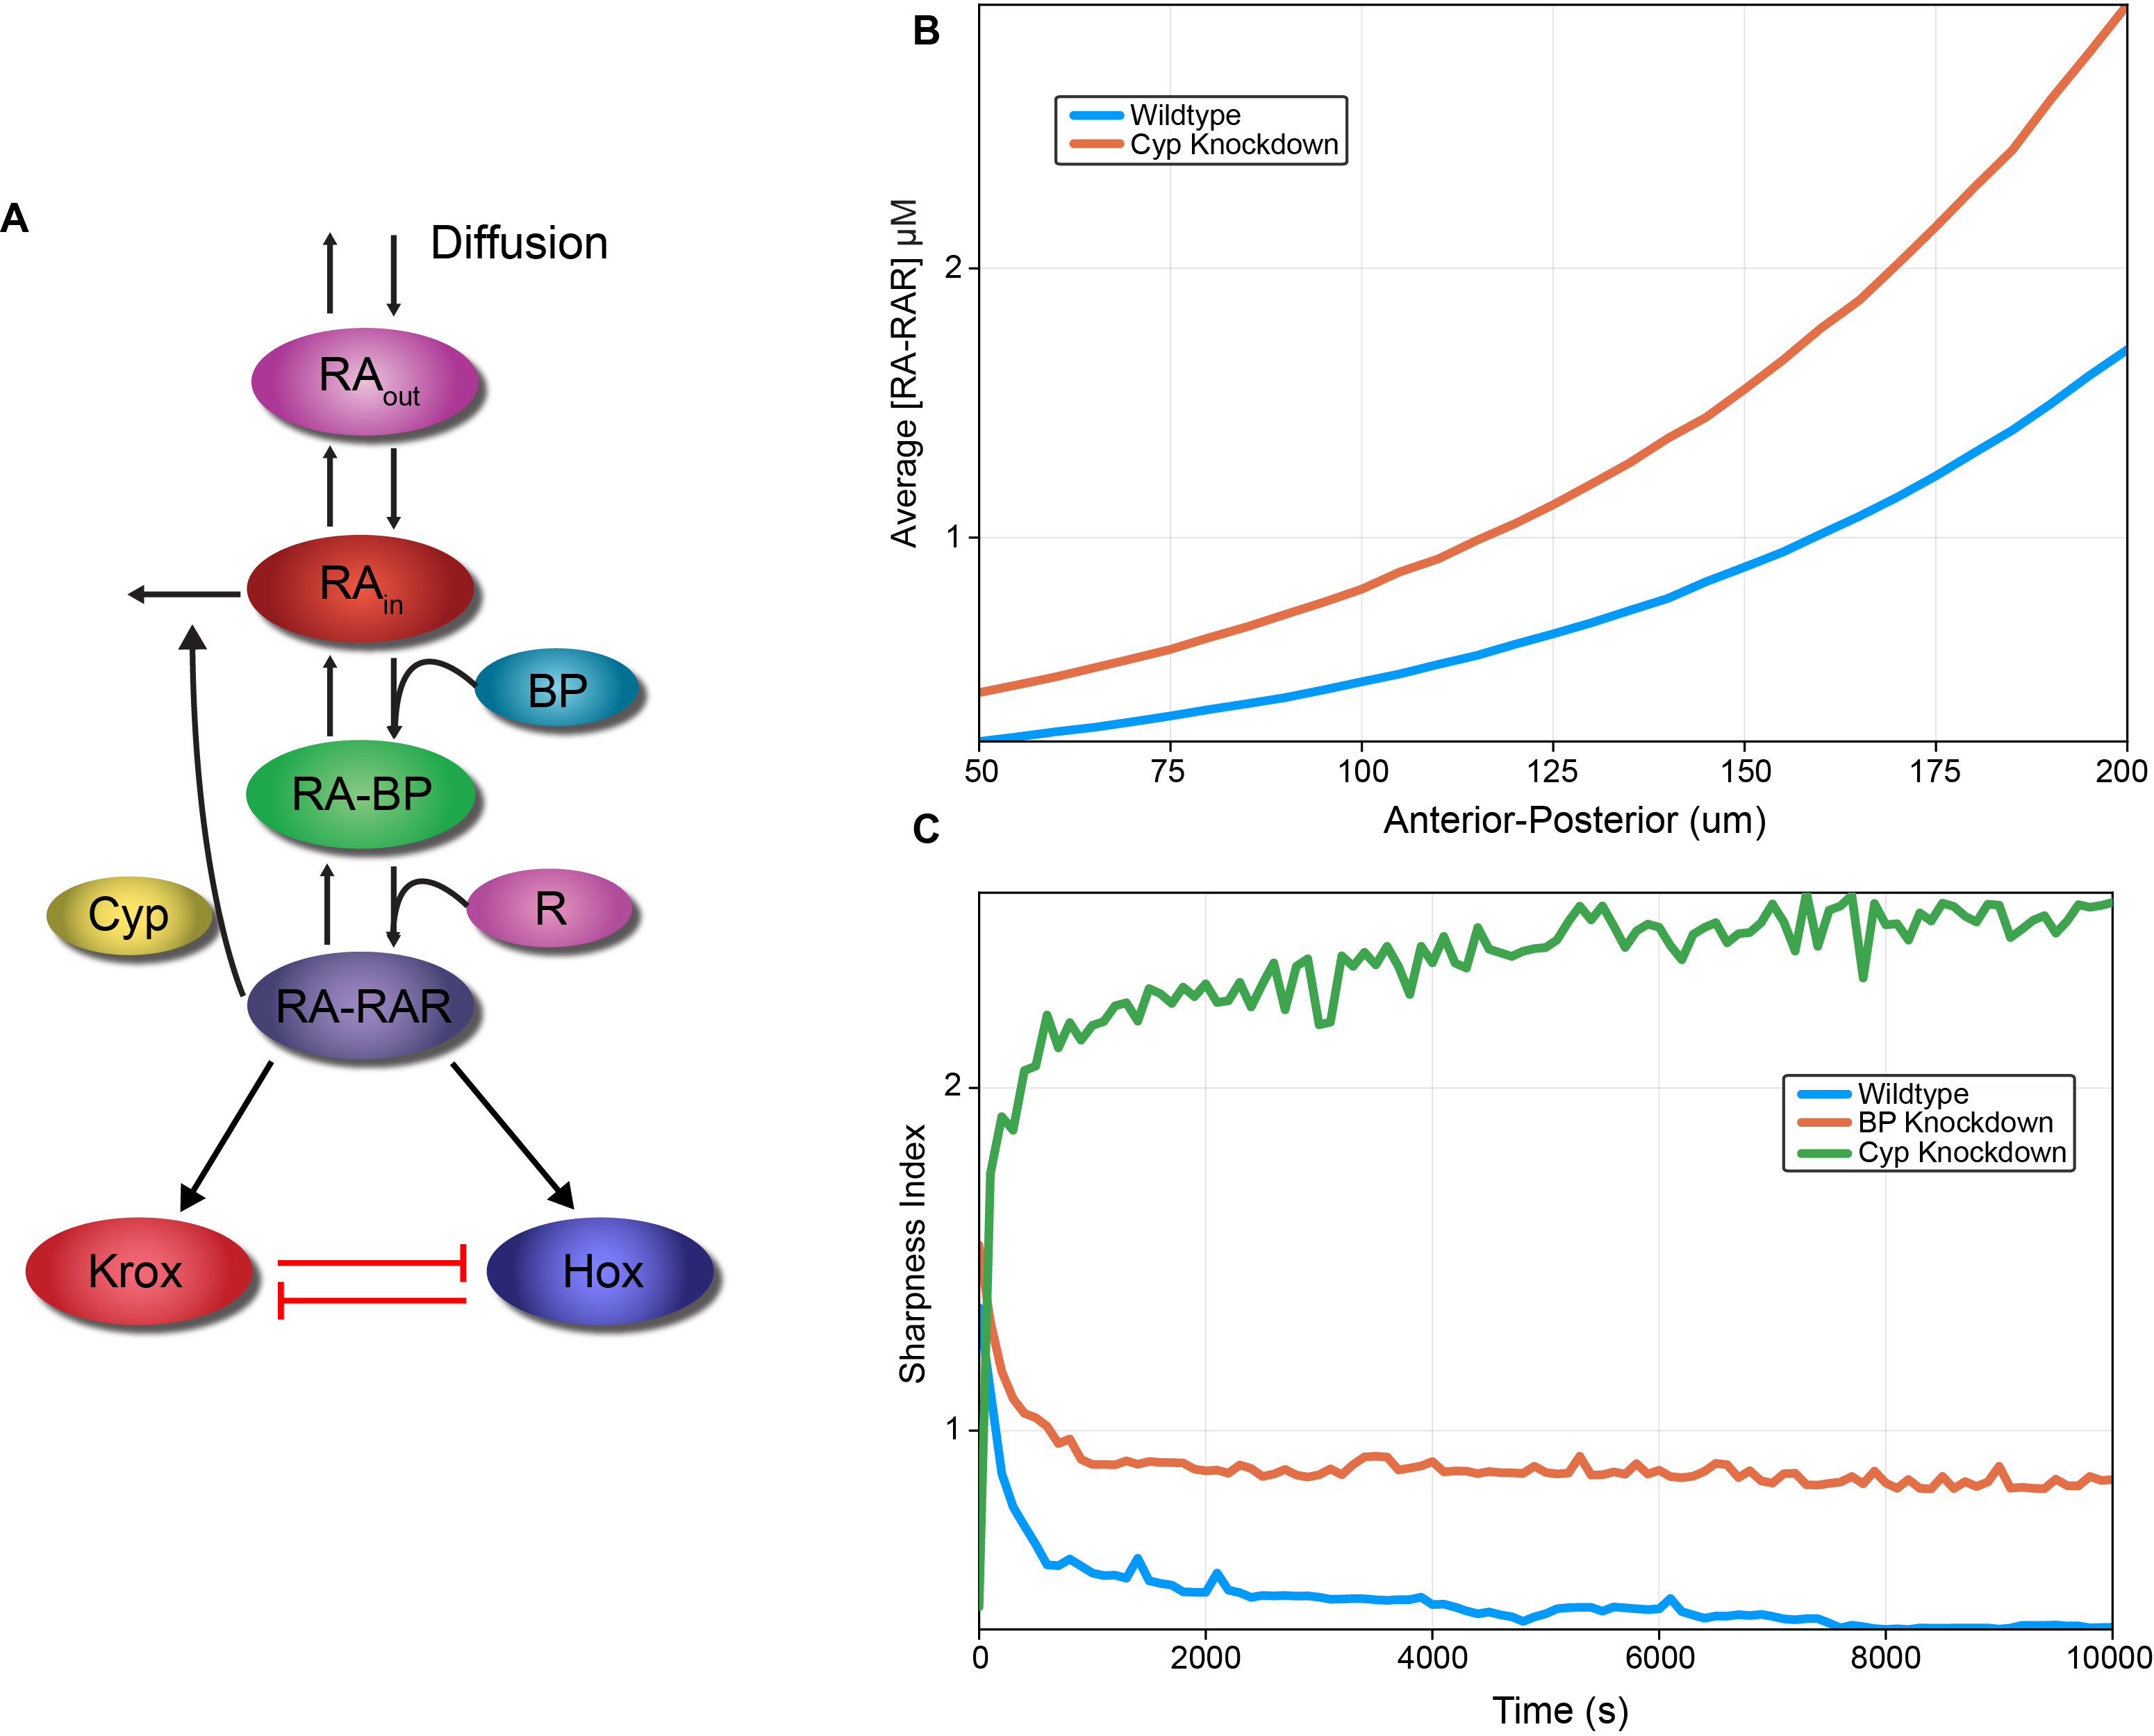 A
Diffusion
RAout
RAin
BP
RA-BP
Cyp
R
RA-RAR
Krox
Hox
B
Wildtype
Cyp Knockdown
Average [RA-RAR] μM
2
1
50 75 100 125 150 175 200
Anterior-Posterior (um)
C
Wildtype
BP Knockdown
Cyp Knockdown
Sharpness Index
2
1
0 2000 4000 6000 8000 10000
Time (s)